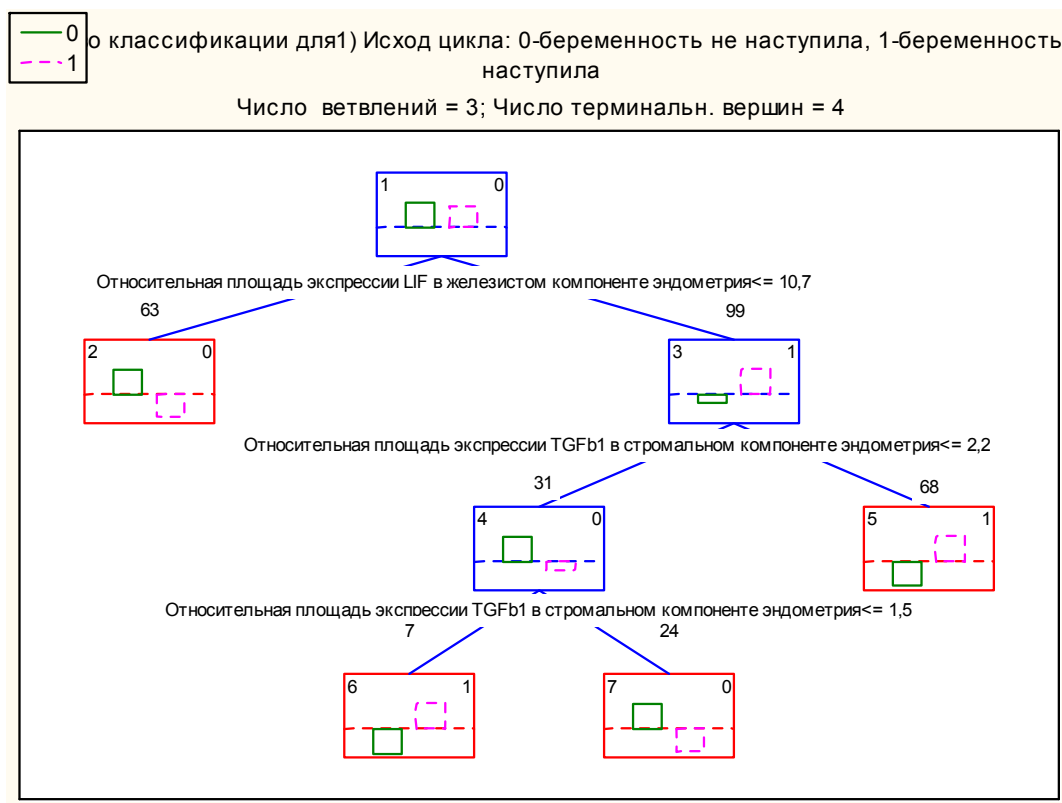 0
1
о классификации для1) Исход цикла: 0-беременность не наступила, 1-беременность
наступила
Число ветвлений = 3; Число терминальн. вершин = 4
1 0
Относительная площадь экспрессии LIF в железистом компоненте эндометрия<= 10,7
63 99
2 0 3 1
Относительная площадь экспрессии TGFb1 в стромальном компоненте эндометрия<= 2,2
31 68
4 0 5 1
Относительная площадь экспрессии TGFb1 в стромальном компоненте эндометрия<= 1,5
7 24
6 1 7 0